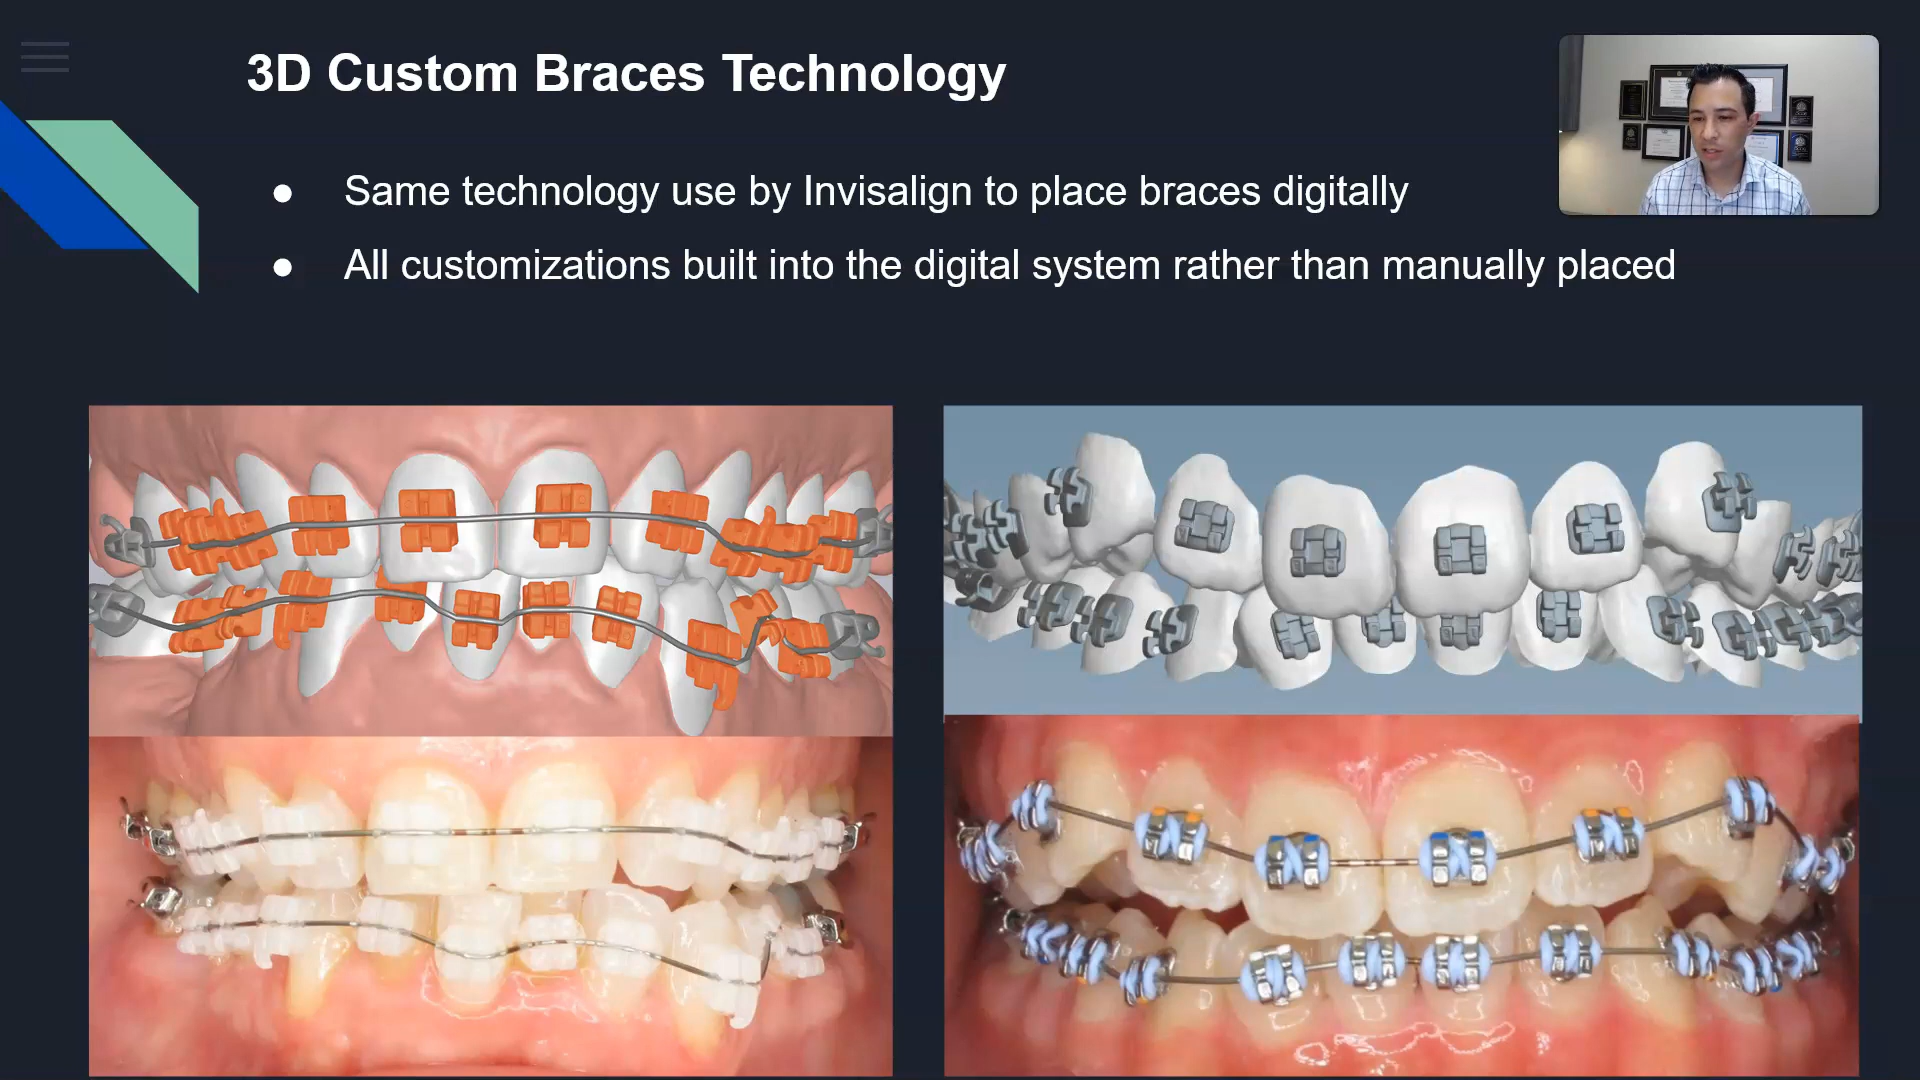 3D Custom Braces Technology
● Same technology use by Invisalign to place braces digitally
● All customizations built into the digital system rather than manually placed